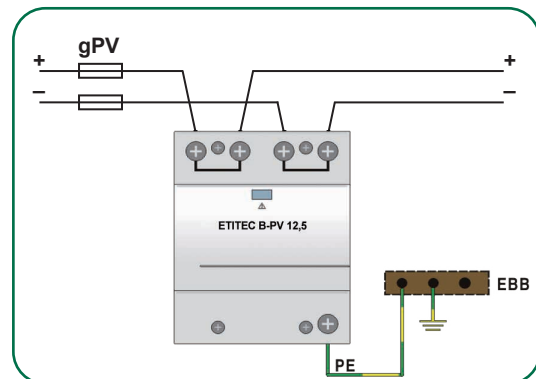 gPV
+ +
− −
ETITEC B-PV 12,5
EBB
PE